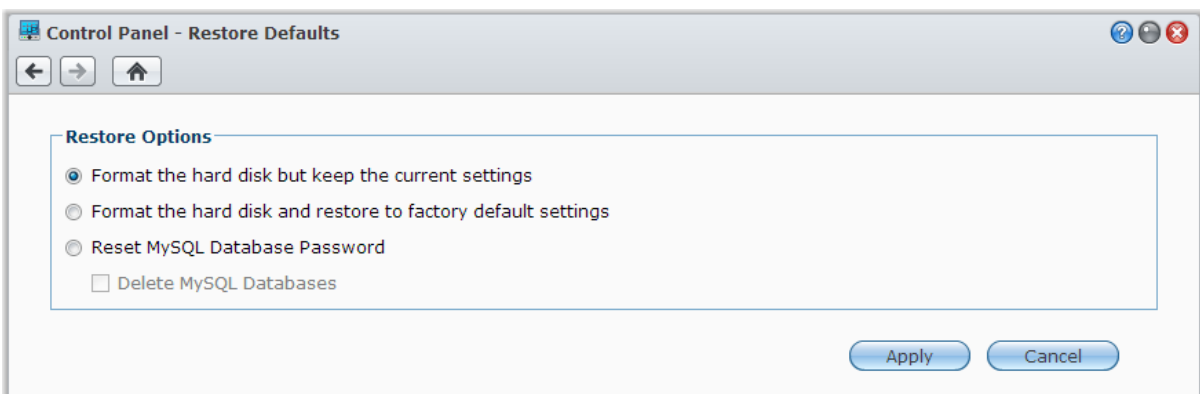 Control Panel - Restore Defaults
Restore Options
Format the hard disk but keep the current settings
Format the hard disk and restore to factory default settings
Reset MySQL Database Password
Delete MySQL Databases
Apply Cancel